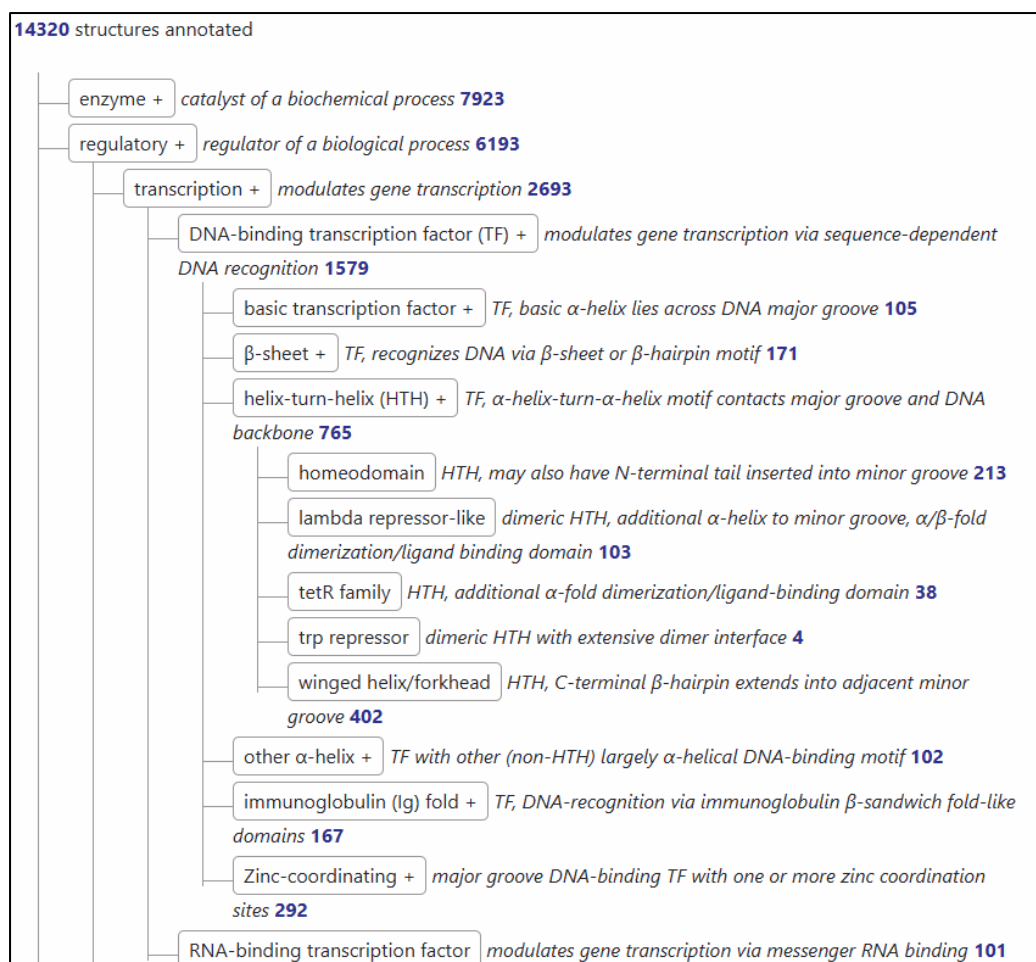 14320 structures annotated
enzyme + catalyst of a biochemical process 7923
regulatory + regulator of a biological process 6193
transcription + modulates gene transcription 2693
DNA-binding transcription factor (TF) + modulates gene transcription via sequence-dependent
DNA recognition 1579
basic transcription factor + TF, basic α-helix lies across DNA major groove 105
β-sheet + TF, recognizes DNA via β-sheet or β-hairpin motif 171
helix-turn-helix (HTH) + TF, α-helix-turn-α-helix motif contacts major groove and DNA
backbone 765
homeodomain HTH, may also have N-terminal tail inserted into minor groove 213
lambda repressor-like dimeric HTH, additional α-helix to minor groove, α/β-fold
dimerization/ligand binding domain 103
tetR family HTH, additional α-fold dimerization/ligand-binding domain 38
trp repressor dimeric HTH with extensive dimer interface 4
winged helix/forkhead HTH, C-terminal β-hairpin extends into adjacent minor
groove 402
other α-helix + TF with other (non-HTH) largely α-helical DNA-binding motif 102
immunoglobulin (Ig) fold + TF, DNA-recognition via immunoglobulin β-sandwich fold-like
domains 167
Zinc-coordinating + major groove DNA-binding TF with one or more zinc coordination
sites 292
RNA-binding transcription factor modulates gene transcription via messenger RNA binding 101